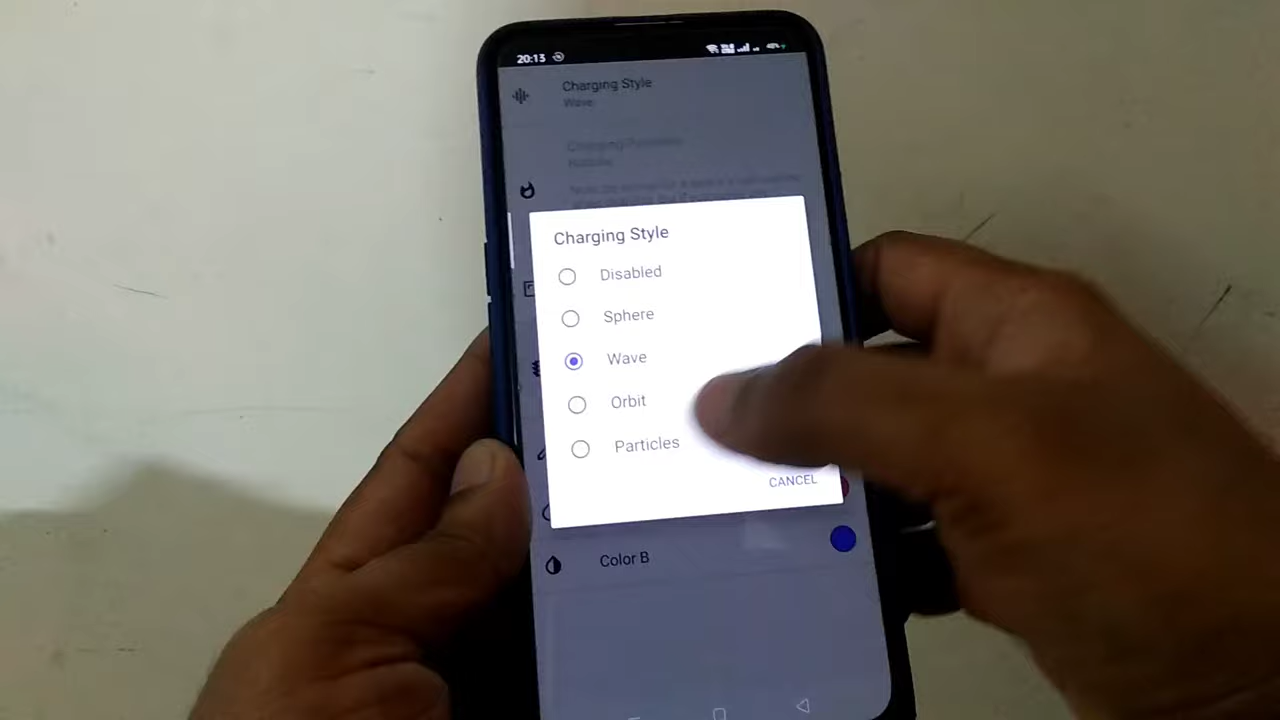 20:13
Charging Style
Wave
Charging Style
Disabled
Sphere
Wave
Orbit
Particles
CANCEL
Color B